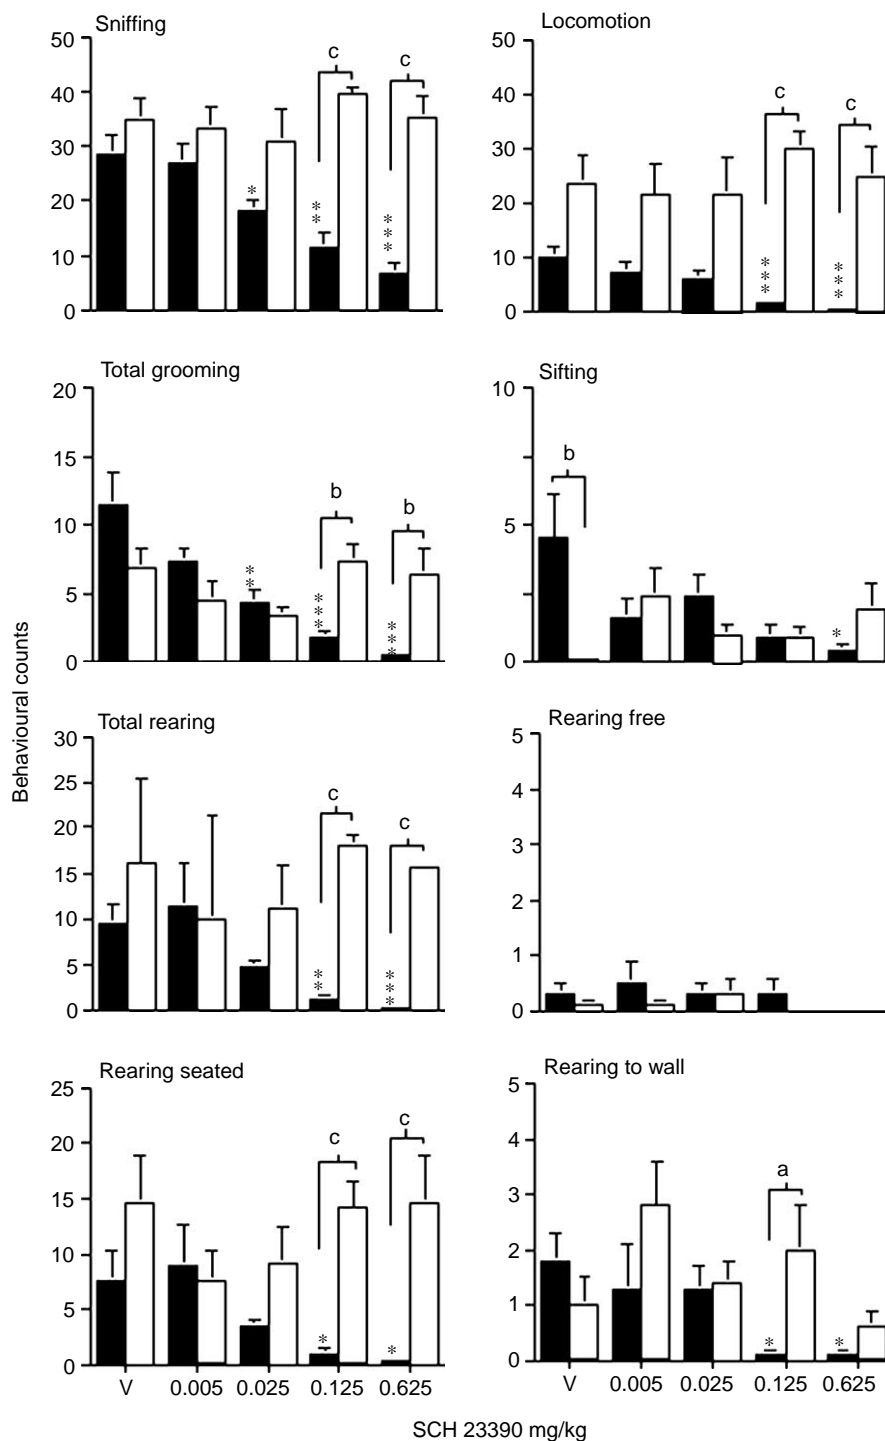 Sniffing
50
40
30
20
10
0
*
**
c
***
c
Locomotion
50
40
30
20
10
0
***
c
***
c
Total grooming
20
15
10
5
0
**
***
b
***
b
Sifting
10
5
0
b
*
Behavioural counts
Total rearing
30
25
20
15
10
5
0
**
c
***
c
Rearing free
5
4
3
2
1
0
Rearing seated
25
20
15
10
5
0
*
c
*
c
V 0.005 0.025 0.125 0.625
Rearing to wall
5
4
3
2
1
0
*
a
*
V 0.005 0.025 0.125 0.625
SCH 23390 mg/kg